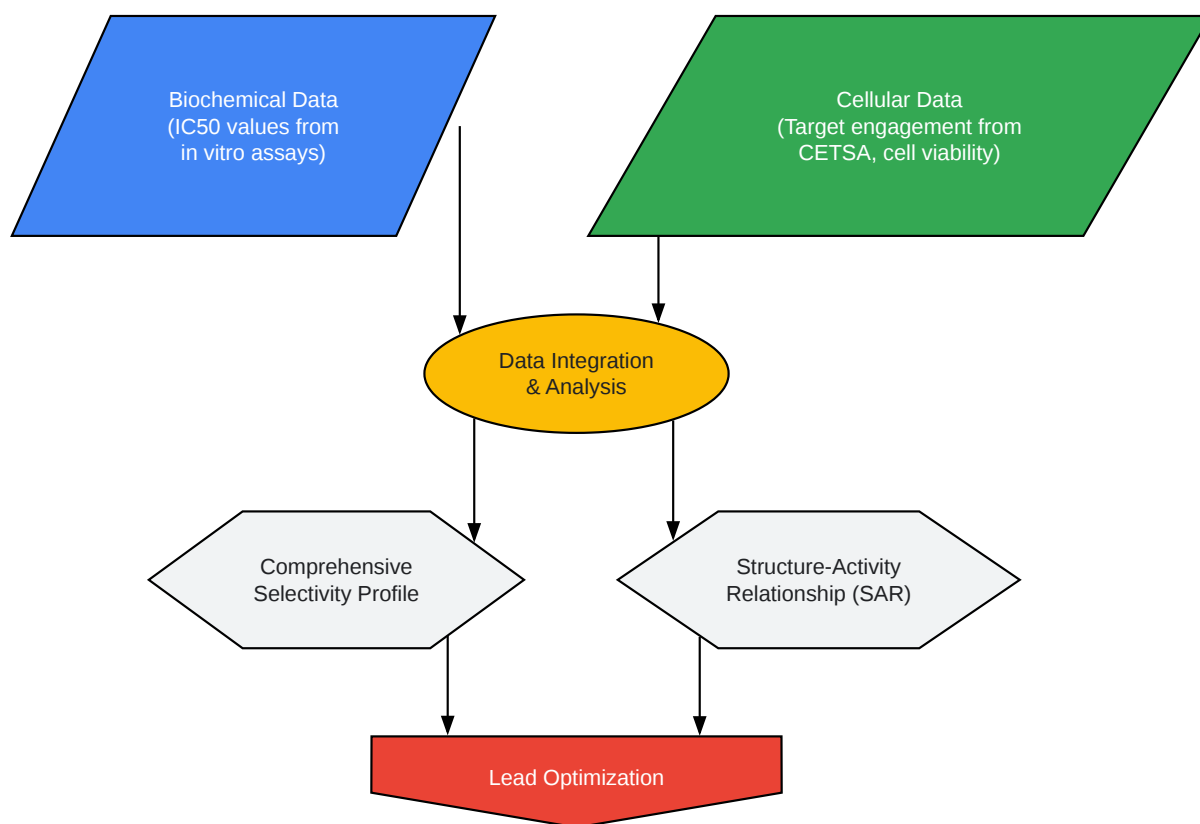 Biochemical Data
(IC50 values from
in vitro assays)
Cellular Data
(Target engagement from
CETSA, cell viability)
Data Integration
& Analysis
Comprehensive
Selectivity Profile
Structure-Activity
Relationship (SAR)
Lead Optimization